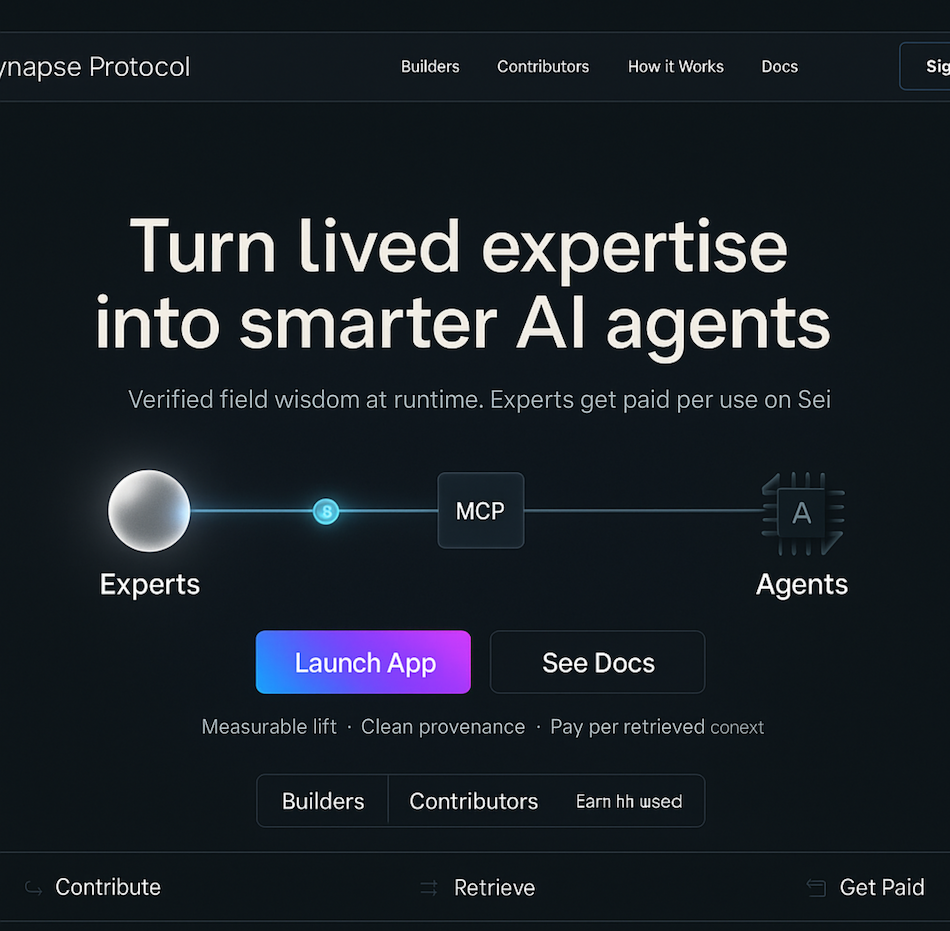 ynapse Protocol Builders Contributors How it Works Docs Sig
Turn lived expertise
into smarter AI agents
Verified field wisdom at runtime. Experts get paid per use on Sei
8 MCP A
Experts Agents
Launch App See Docs
Measurable lift · Clean provenance · Pay per retrieved conext
Builders Contributors Earn hh used
Contribute Retrieve Get Paid